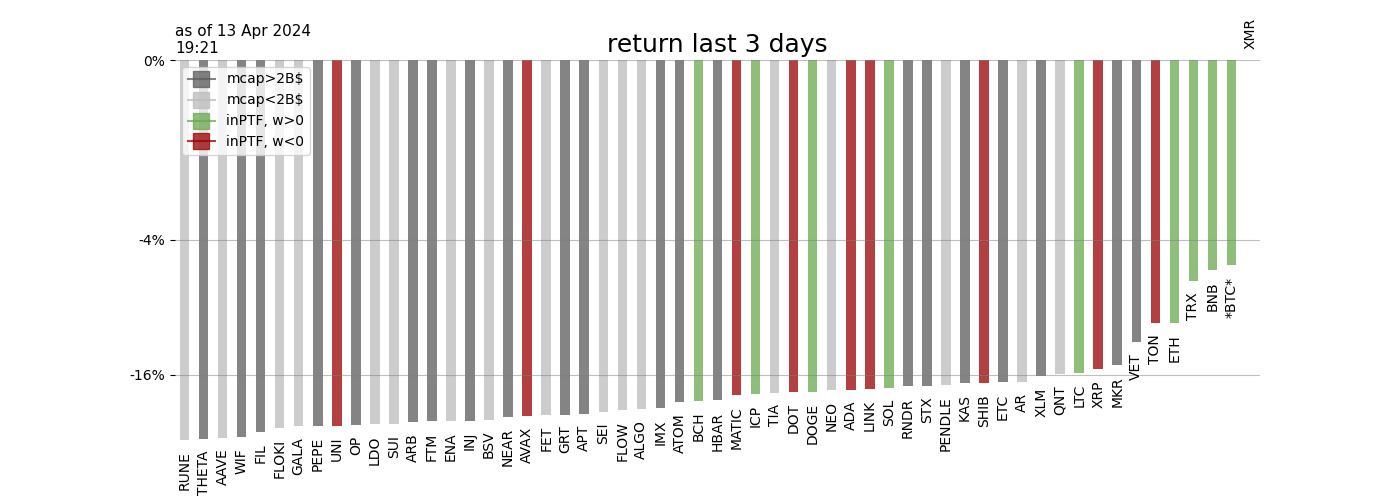 as of 13 Apr 2024
19:21
return last 3 days
XMR
0%
-4%
-16%
mcap>2B$
mcap<2B$
inPTF, w>0
inPTF, w<0
RUNE
THETA
AAVE
WIF
FIL
FLOKI
GALA
PEPE
UNI
OP
LDO
SUI
ARB
FTM
ENA
INJ
BSV
NEAR
AVAX
FET
GRT
APT
SEI
FLOW
ALGO
IMX
ATOM
BCH
HBAR
MATIC
ICP
TIA
DOT
DOGE
NEO
ADA
LINK
SOL
RNDR
STX
PENDLE
KAS
SHIB
ETC
AR
XLM
QNT
LTC
XRP
MKR
VET
TON
ETH
TRX
BNB
*BTC*